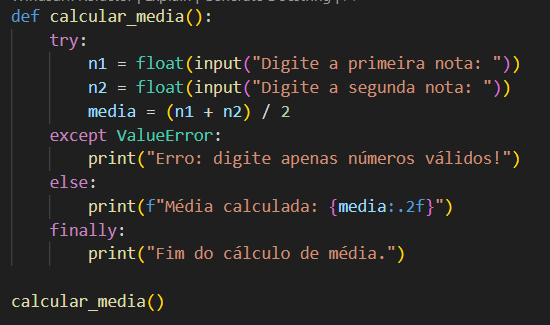 def calcular_media():
    try:
        n1 = float(input("Digite a primeira nota: "))
        n2 = float(input("Digite a segunda nota: "))
        media = (n1 + n2) / 2
    except ValueError:
        print("Erro: digite apenas números válidos!")
    else:
        print(f"Média calculada: {media:.2f}")
    finally:
        print("Fim do cálculo de média.")

calcular_media()